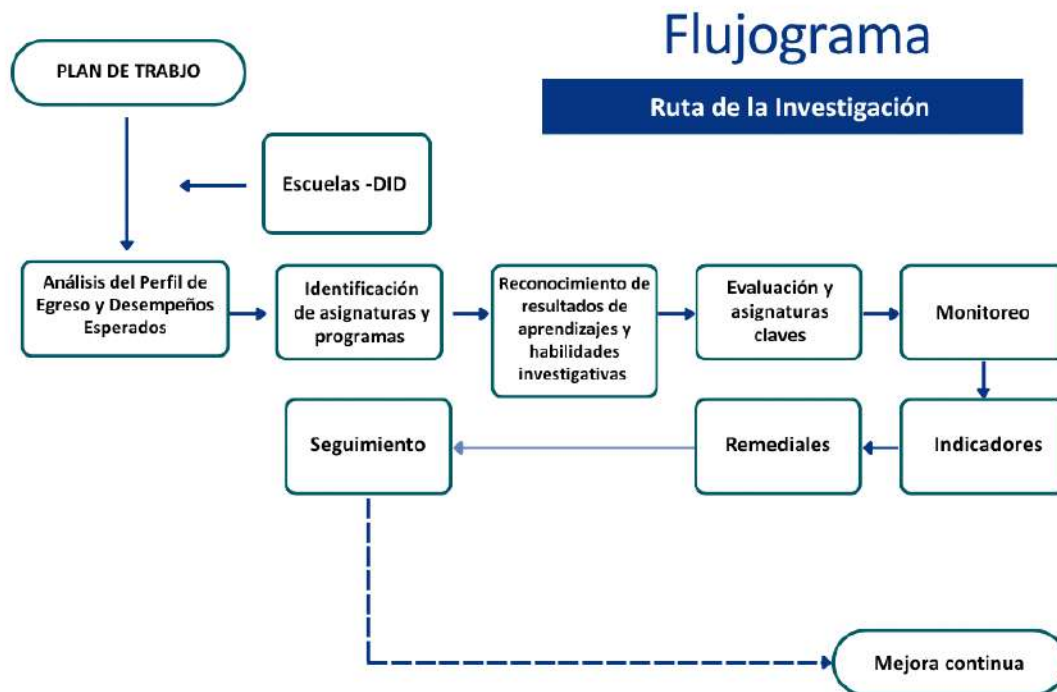 Flujograma
Ruta de la Investigación
PLAN DE TRABJO
Escuelas -DID
Análisis del Perfil de
Egreso y Desempeños
Esperados
Identificación
de asignaturas y
programas
Reconocimiento de
resultados de
aprendizajes y
habilidades
investigativas
Evaluación y
asignaturas
claves
Monitoreo
Indicadores
Remediales
Seguimiento
Mejora continua